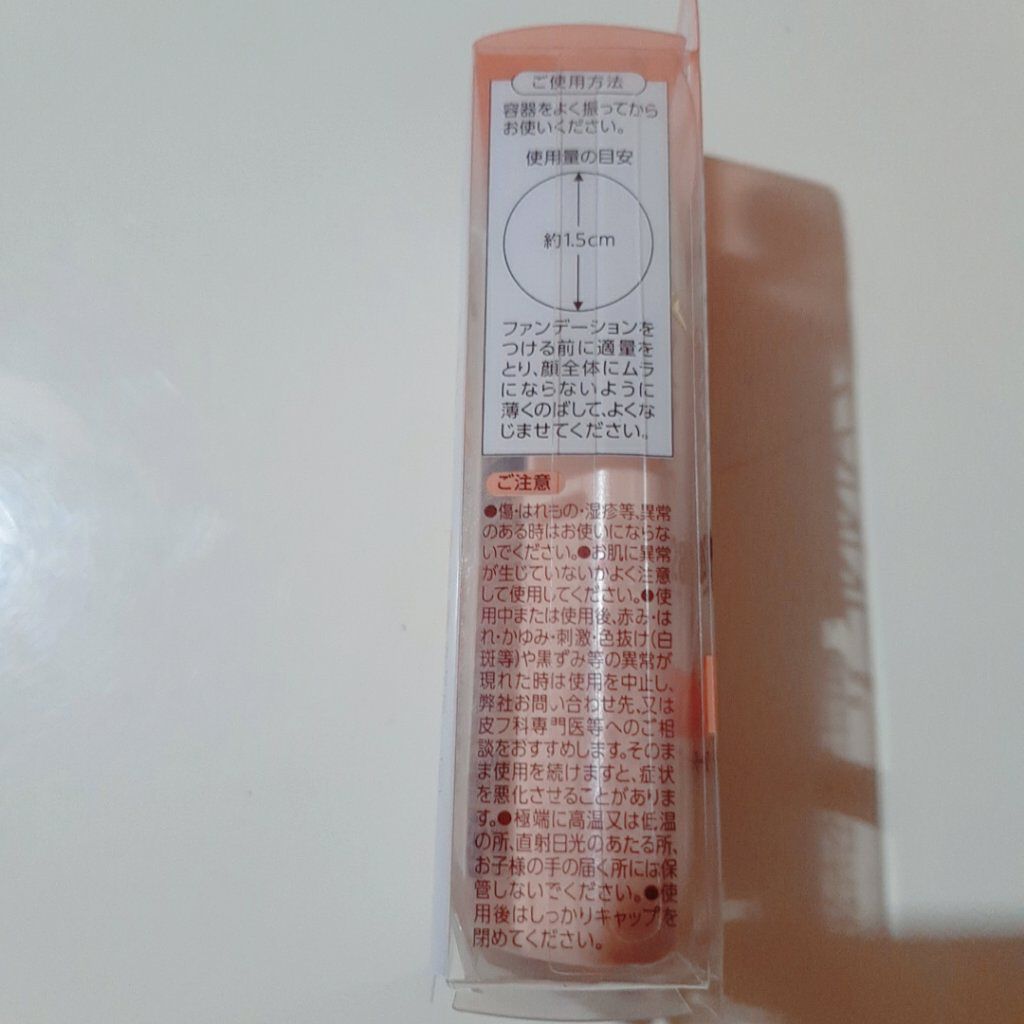 ご使用方法
容器をよく振ってから
お使いください。
使用量の目安
約1.5cm
ファンデーションを
つける前に適量を
とり、顔全体にムラ
にならないように
薄くのばして、よくな
じませてください。
ご注意
●傷・はれもの・湿疹等、異常
のある時はお使いにならな
いでください。●お肌に異常
が生じていないかよく注意
して使用してください。●使
用中または使用後、赤み・は
れ・かゆみ・刺激・色抜け(白
斑等)や黒ずみ等の異常が
現れた時は使用を中止し、
弊社お問い合わせ先、又は
皮フ科専門医等へのご相
談をおすすめします。そのま
ま使用を続けますと、症状
を悪化させることがありま
す。●極端に高温又は低温
の所、直射日光のあたる所、
お子様の手の届く所には保
管しないでください。●使
用後はしっかりキャップを
閉めてください。